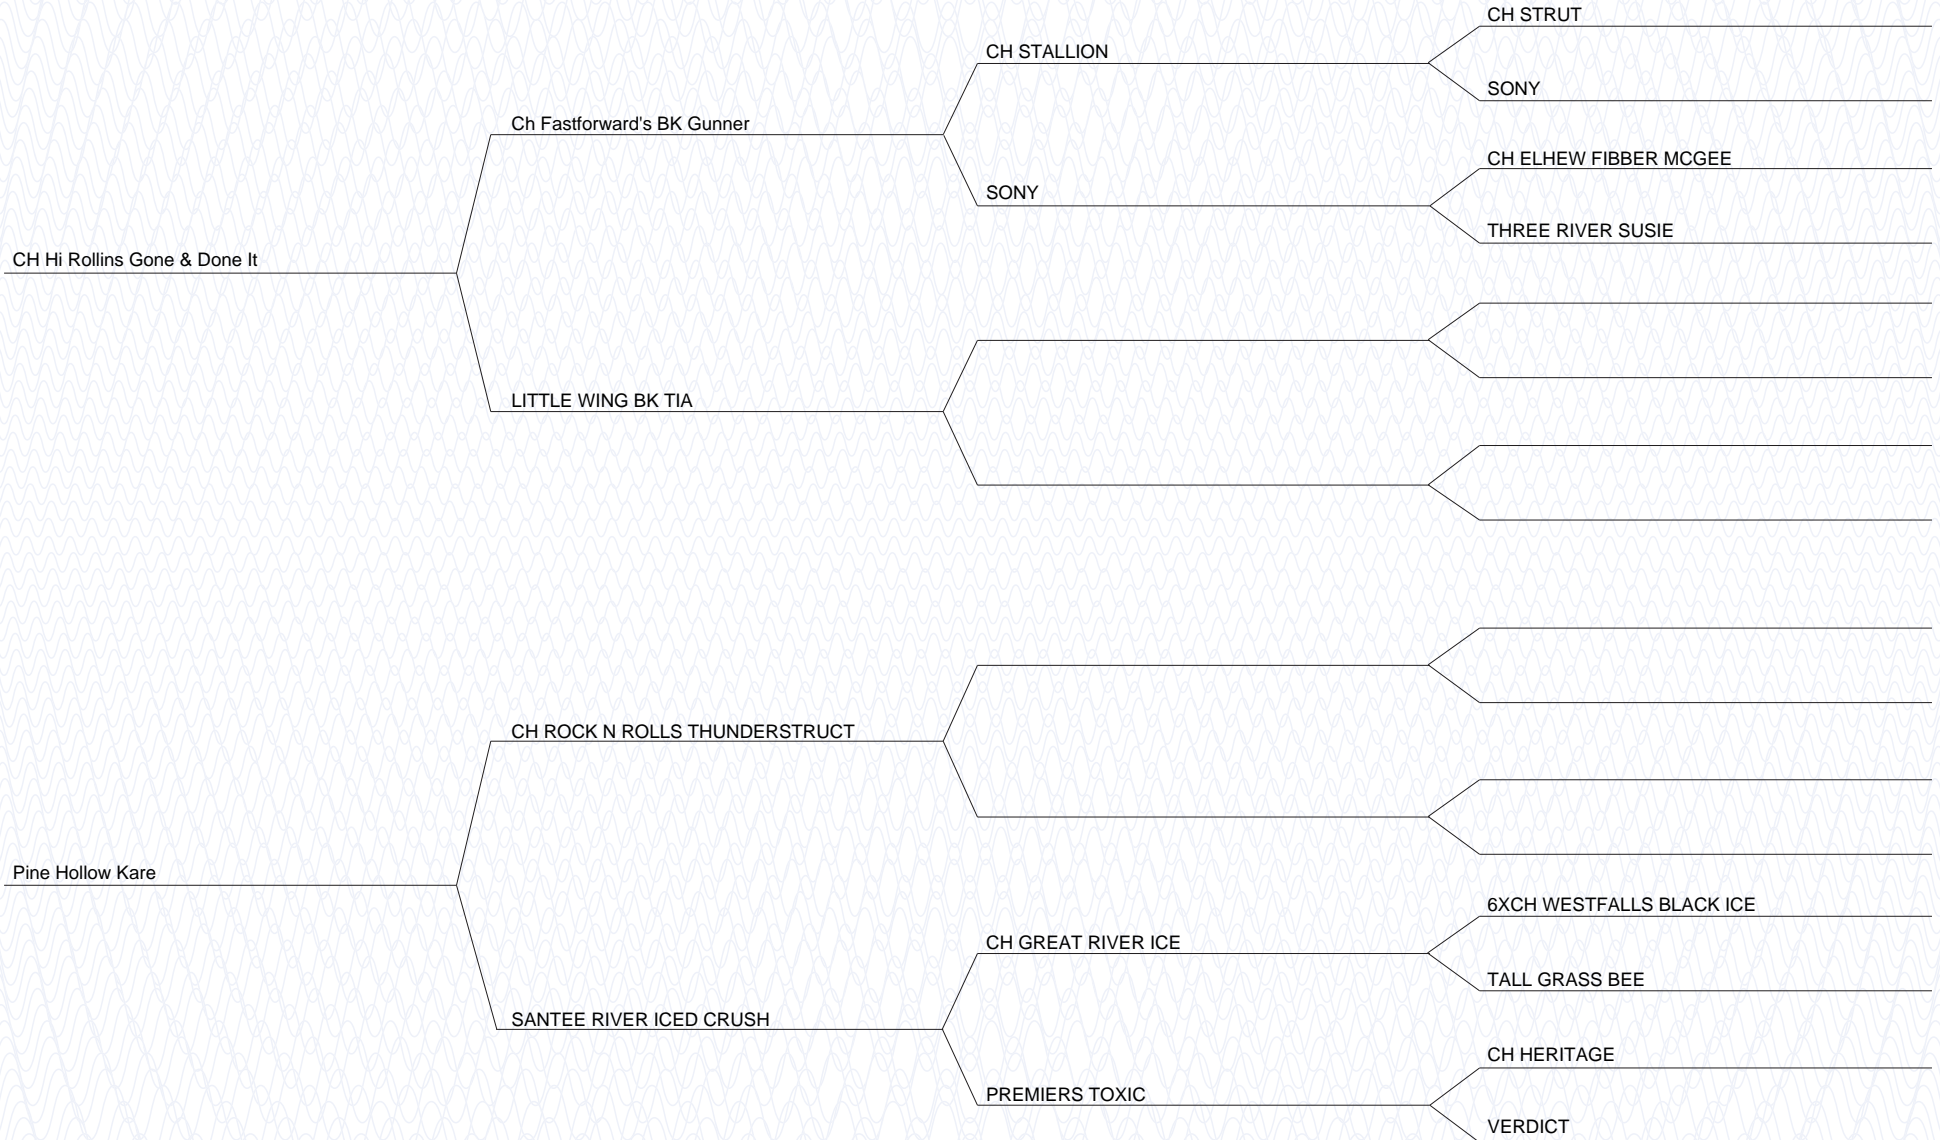 CH STRUT
CH STALLION
SONY
Ch Fastforward's BK Gunner
CH ELHEW FIBBER MCGEE
SONY
THREE RIVER SUSIE
CH Hi Rollins Gone & Done It
LITTLE WING BK TIA
CH ROCK N ROLLS THUNDERSTRUCT
Pine Hollow Kare
6XCH WESTFALLS BLACK ICE
CH GREAT RIVER ICE
TALL GRASS BEE
SANTEE RIVER ICED CRUSH
CH HERITAGE
PREMIERS TOXIC
VERDICT